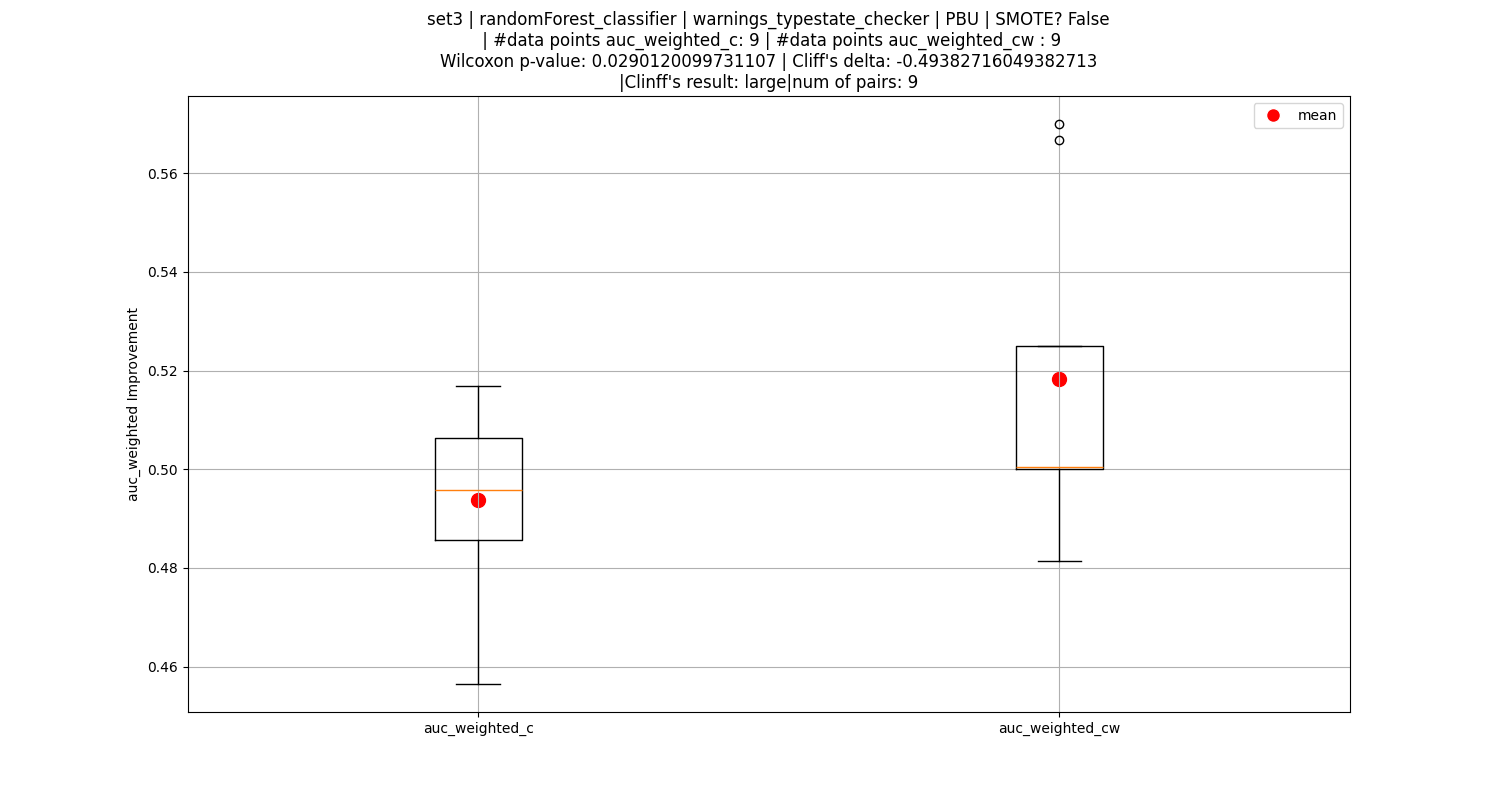 set3 | randomForest_classifier | warnings_typestate_checker | PBU | SMOTE? False
| #data points auc_weighted_c: 9 | #data points auc_weighted_cw : 9
Wilcoxon p-value: 0.0290120099731107 | Cliff's delta: -0.49382716049382713
|Clinff's result: large|num of pairs: 9
mean
0.56
0.54
0.52
0.50
0.48
0.46
auc_weighted Improvement
auc_weighted_c
auc_weighted_cw